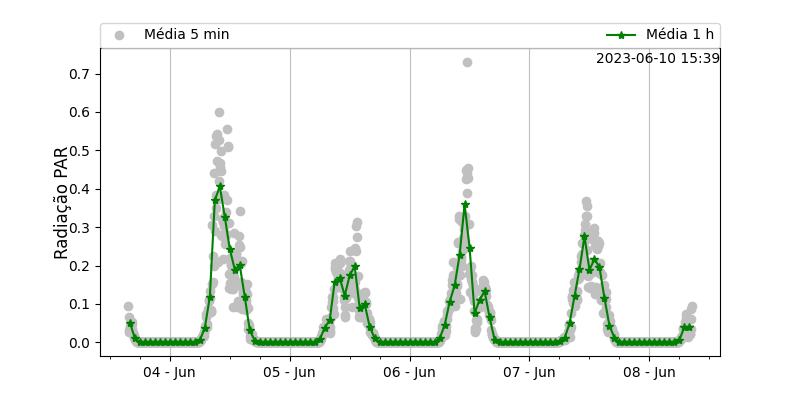 Média 5 min
Média 1 h
2023-06-10 15:39
Radiação PAR
0.7
0.6
0.5
0.4
0.3
0.2
0.1
0.0
04 - Jun
05 - Jun
06 - Jun
07 - Jun
08 - Jun